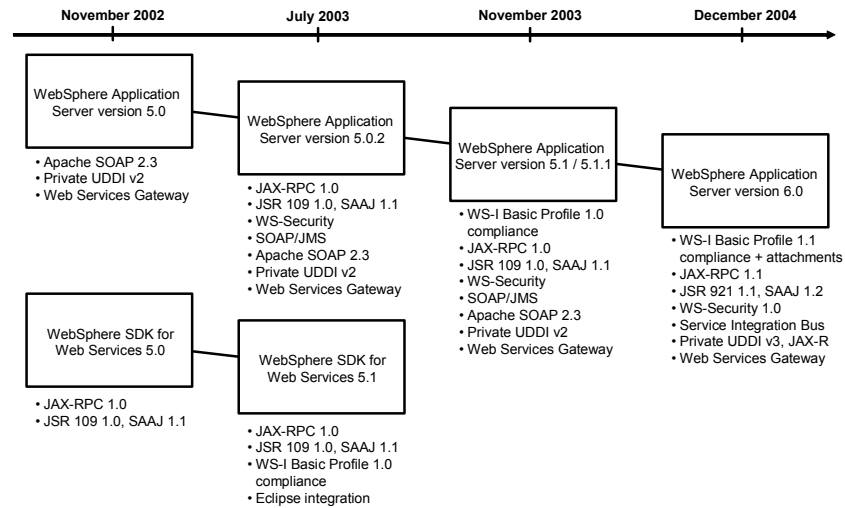 November 2002
July 2003
November 2003
December 2004
WebSphere Application
Server version 5.0
• Apache SOAP 2.3
• Private UDDI v2
• Web Services Gateway
WebSphere Application
Server version 5.0.2
• JAX-RPC 1.0
• JSR 109 1.0, SAAJ 1.1
• WS-Security
• SOAP/JMS
• Apache SOAP 2.3
• Private UDDI v2
• Web Services Gateway
WebSphere Application
Server version 5.1 / 5.1.1
• WS-I Basic Profile 1.0
compliance
• JAX-RPC 1.0
• JSR 109 1.0, SAAJ 1.1
• WS-Security
• SOAP/JMS
• Apache SOAP 2.3
• Private UDDI v2
• Web Services Gateway
WebSphere Application
Server version 6.0
• WS-I Basic Profile 1.1
compliance + attachments
• JAX-RPC 1.1
• JSR 921 1.1, SAAJ 1.2
• WS-Security 1.0
• Service Integration Bus
• Private UDDI v3, JAX-R
• Web Services Gateway
WebSphere SDK for
Web Services 5.0
• JAX-RPC 1.0
• JSR 109 1.0, SAAJ 1.1
WebSphere SDK for
Web Services 5.1
• JAX-RPC 1.0
• JSR 109 1.0, SAAJ 1.1
• WS-I Basic Profile 1.0
compliance
• Eclipse integration